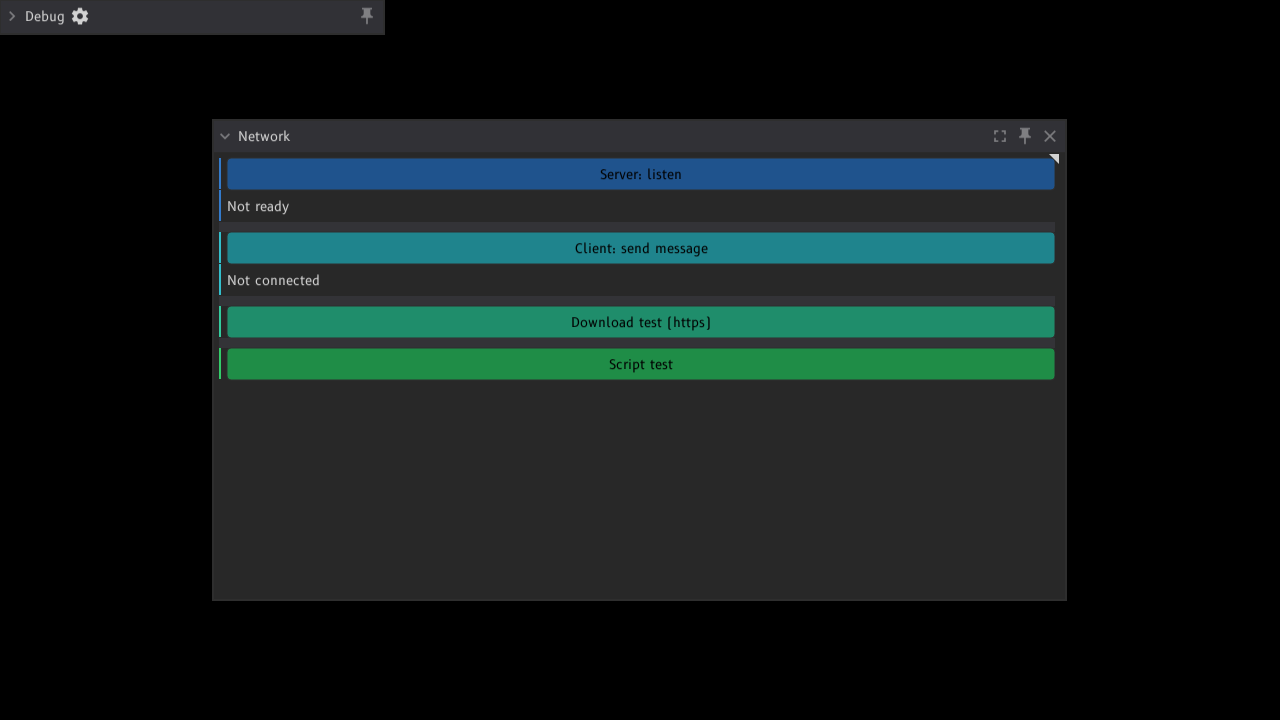 Debug
Network
Server: listen
Not ready
Client: send message
Not connected
Download test (https)
Script test